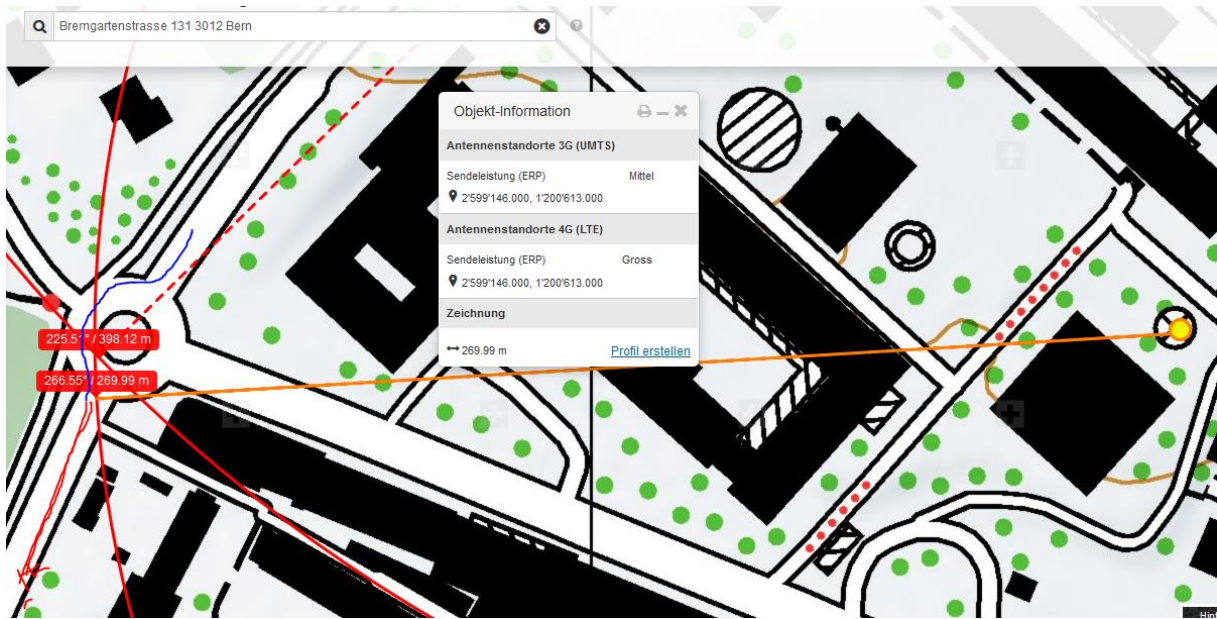 Bremgartenstrasse 131 3012 Bern
Objekt-Information
Antennenstandorte 3G (UMTS)
Sendeleistung (ERP) Mittel
2'599'146.000, 1'200'613.000
Antennenstandorte 4G (LTE)
Sendeleistung (ERP) Gross
2'599'146.000, 1'200'613.000
Zeichnung
269.99 m Profil erstellen
225.51° / 398.12 m
266.55° / 269.99 m